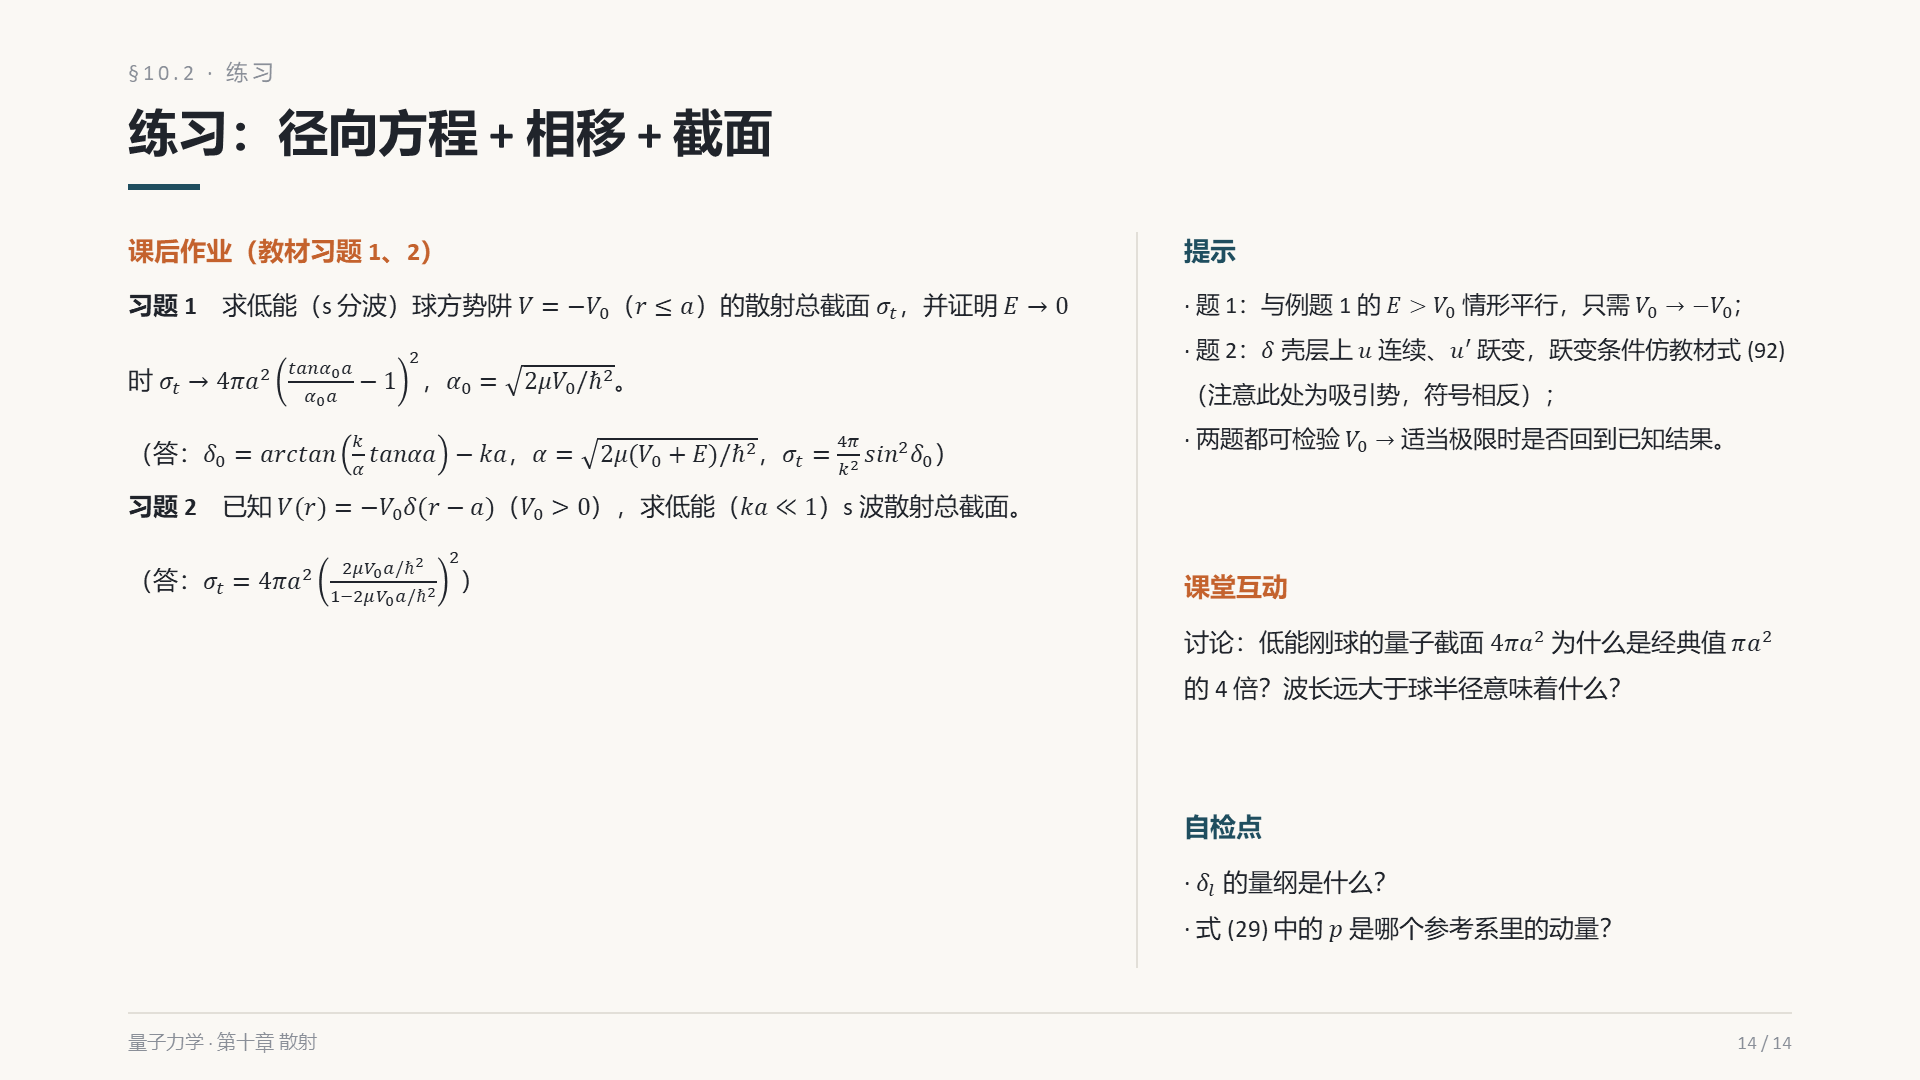 §10.2 · 练习
练习：径向方程 + 相移 + 截面
课后作业（教材习题 1、2）
习题 1　求低能（s 分波）球方势阱 V = −V₀（r ≤ a）的散射总截面 σₜ，并证明 E → 0
时 σₜ → 4πa² (tanα₀a / α₀a − 1)²，α₀ = √(2μV₀/ℏ²)。
（答：δ₀ = arctan(k/α tanαa) − ka，α = √(2μ(V₀ + E)/ℏ²)，σₜ = 4π/k² sin²δ₀）
习题 2　已知 V(r) = −V₀δ(r − a)（V₀ > 0），求低能（ka ≪ 1）s 波散射总截面。
（答：σₜ = 4πa² (2μV₀a/ℏ² / 1−2μV₀a/ℏ²)²）
提示
· 题 1：与例题 1 的 E > V₀ 情形平行，只需 V₀ → −V₀；
· 题 2：δ 壳层上 u 连续、u′ 跃变，跃变条件仿教材式 (92)
（注意此处为吸引势，符号相反）；
· 两题都可检验 V₀ → 适当极限时是否回到已知结果。
课堂互动
讨论：低能刚球的量子截面 4πa² 为什么是经典值 πa²
的 4 倍？波长远大于球半径意味着什么？
自检点
· δₗ 的量纲是什么？
· 式 (29) 中的 p 是哪个参考系里的动量？
量子力学 · 第十章 散射
14 / 14